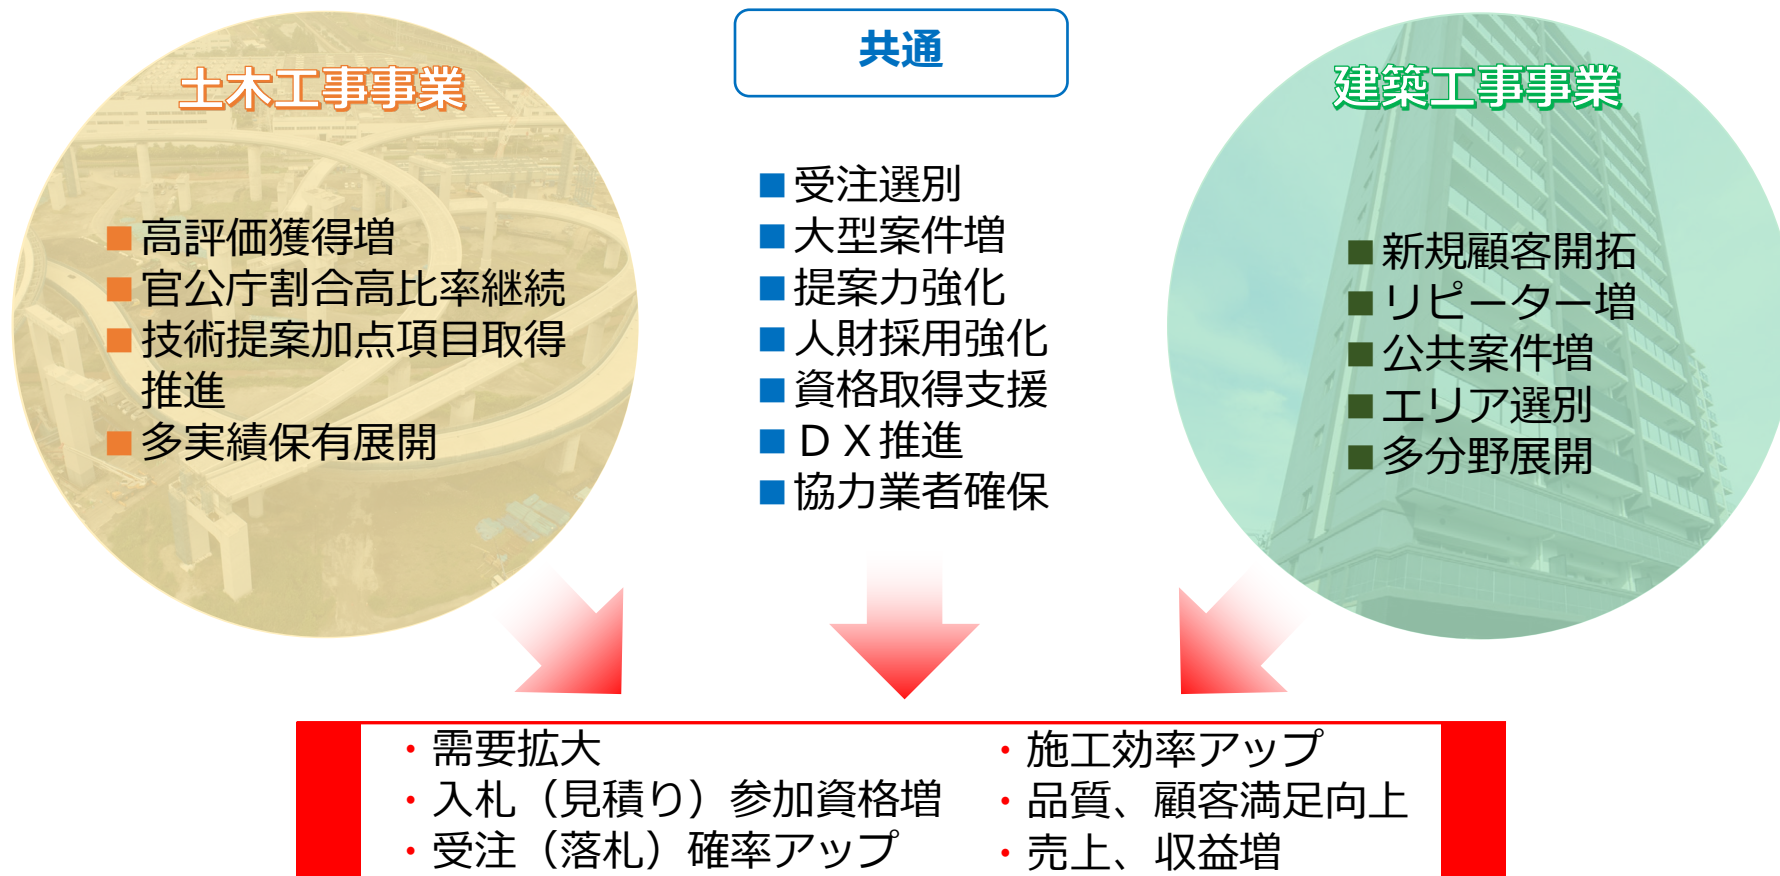 土木工事事業
■高評価獲得増
■官公庁割合高比率継続
■技術提案加点項目取得
推進
■多実績保有展開
共通
■受注選別
■大型案件増
■提案力強化
■人財採用強化
■資格取得支援
■ＤＸ推進
■協力業者確保
建築工事事業
■新規顧客開拓
■リピーター増
■公共案件増
■エリア選別
■多分野展開
・需要拡大
・入札（見積り）参加資格増
・受注（落札）確率アップ
・施工効率アップ
・品質、顧客満足向上
・売上、収益増